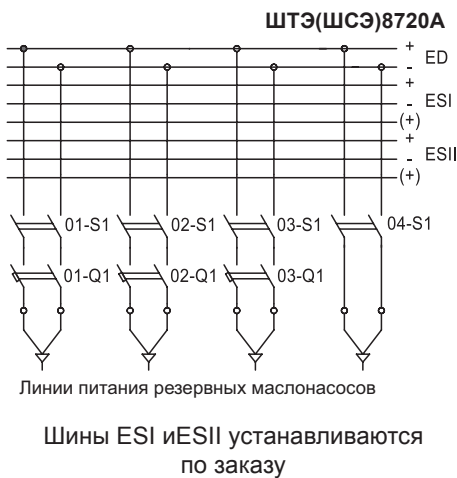 ШТЭ(ШСЭ)8720А
+
ED
-
+
- ESI
(+)
+
- ESII
(+)
01-S1 02-S1 03-S1 04-S1
01-Q1 02-Q1 03-Q1
Линии питания резервных маслонасосов
Шины ESI иESII устанавливаются
по заказу